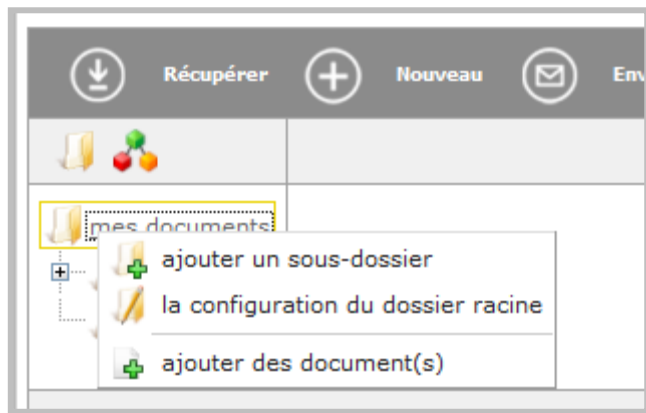 Récupérer
Nouveau
mes documents
ajouter un sous-dossier
la configuration du dossier racine
ajouter des document(s)